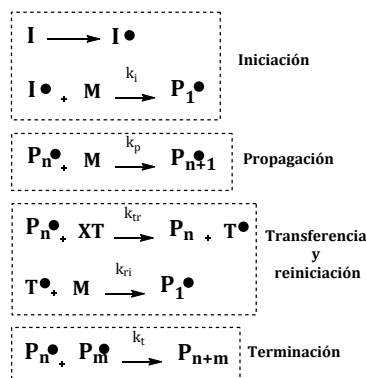 I ⟶ I●
Iniciación
kᵢ
I● + M ⟶ P₁●
kₚ
Pₙ● + M ⟶ Pₙ₊₁●
Propagación
kₜᵣ
Pₙ● + XT ⟶ Pₙ + T●
Transferencia
y
reiniciación
kᵣᵢ
T● + M ⟶ P₁●
kₜ
Pₙ● + Pₘ● ⟶ Pₙ₊ₘ
Terminación